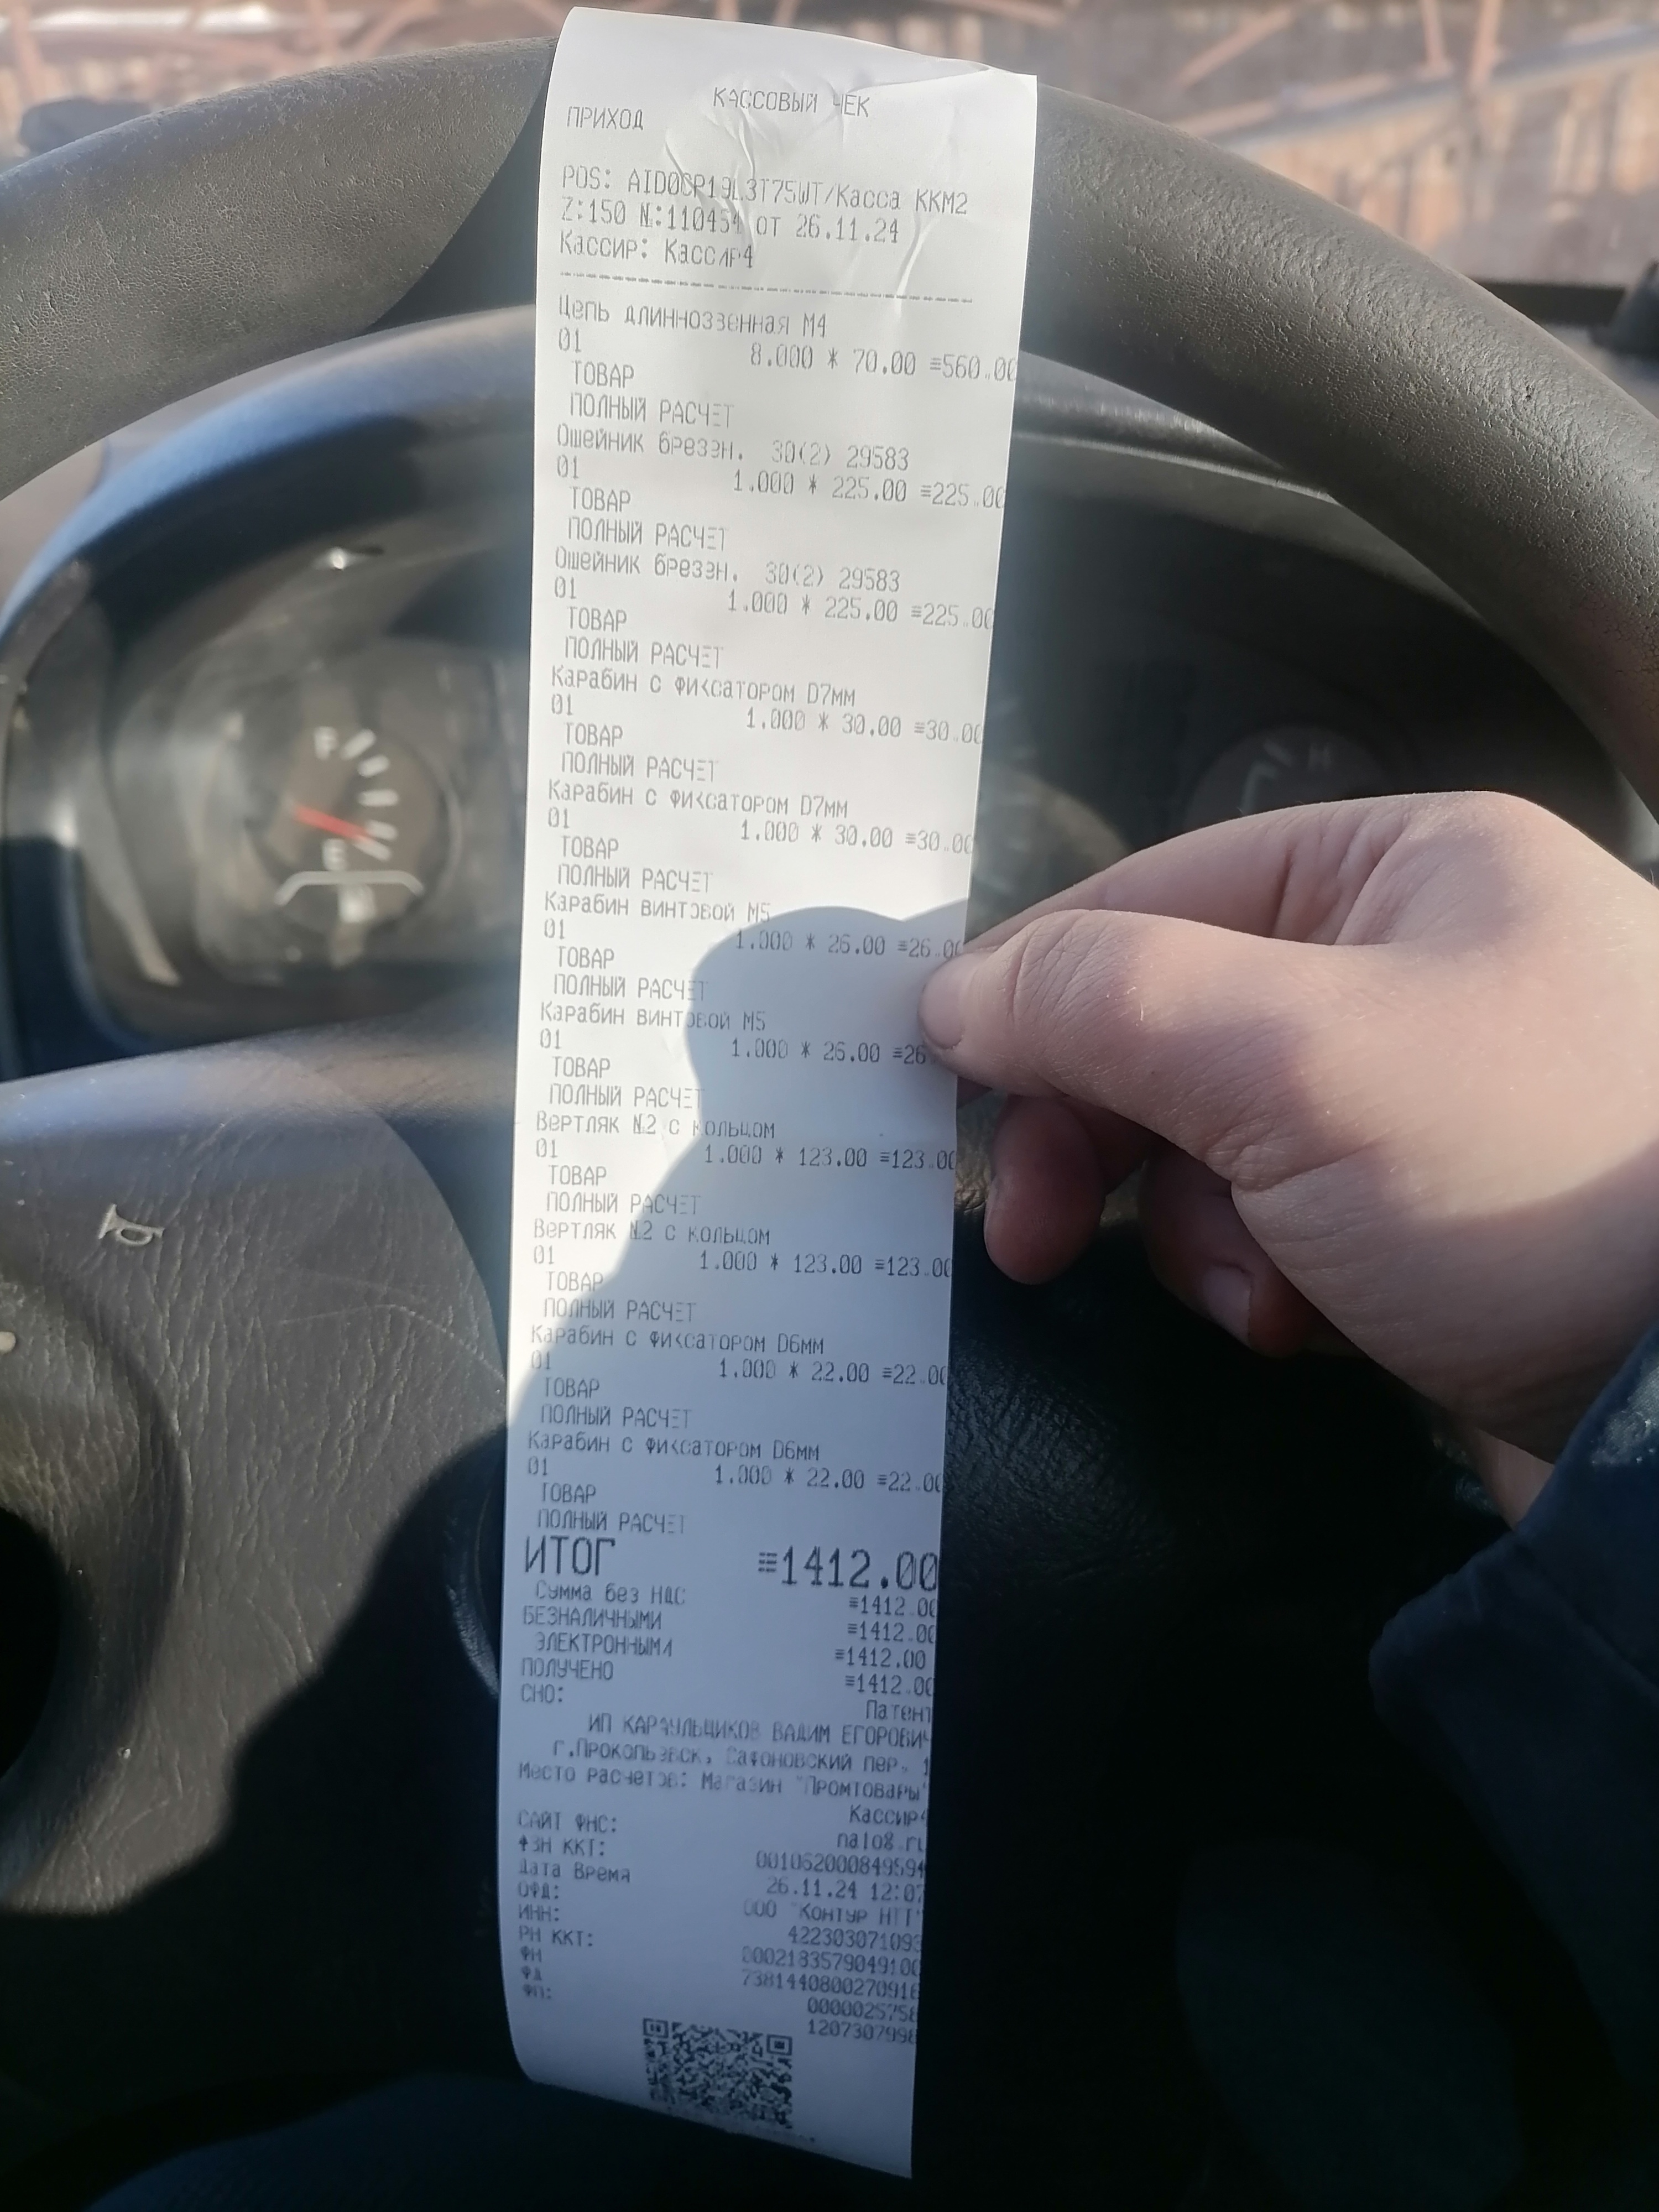 КАССОВЫЙ ЧЕК
ПРИХОД
POS: AID0CP19L3T75WT/Касса ККМ2
Z:150 №:110454 ОТ 26.11.24
Кассир: Кассир4
Цепь длиннозвенная М4
01 8.000 * 70.00 ≡560.00
ТОВАР
ПОЛНЫЙ РАСЧЕТ
Ошейник брезен. 30(2) 29583
01 1.000 * 225.00 ≡225.00
ТОВАР
ПОЛНЫЙ РАСЧЕТ
Ошейник брезен. 30(2) 29583
01 1.000 * 225.00 ≡225.00
ТОВАР
ПОЛНЫЙ РАСЧЕТ
Карабин с фиксатором D7мм
01 1.000 * 30.00 ≡30.00
ТОВАР
ПОЛНЫЙ РАСЧЕТ
Карабин с фиксатором D7мм
01 1.000 * 30.00 ≡30.00
ТОВАР
ПОЛНЫЙ РАСЧЕТ
Карабин винтовой М5
01 1.000 * 26.00 ≡26.00
ТОВАР
ПОЛНЫЙ РАСЧЕТ
Карабин винтовой М5
01 1.000 * 26.00 ≡26
ТОВАР
ПОЛНЫЙ РАСЧЕТ
Вертляк №2 с кольцом
01 1.000 * 123.00 ≡123.00
ТОВАР
ПОЛНЫЙ РАСЧЕТ
Вертляк №2 с кольцом
01 1.000 * 123.00 ≡123.00
ТОВАР
ПОЛНЫЙ РАСЧЕТ
Карабин с фиксатором D6мм
01 1.000 * 22.00 ≡22.00
ТОВАР
ПОЛНЫЙ РАСЧЕТ
Карабин с фиксатором D6мм
01 1.000 * 22.00 ≡22.00
ТОВАР
ПОЛНЫЙ РАСЧЕТ
ИТОГ ≡1412.00
Сумма без НДС ≡1412.00
БЕЗНАЛИЧНЫМИ ≡1412.00
ЭЛЕКТРОННЫМИ ≡1412.00
ПОЛУЧЕНО ≡1412.00
СНО: Патент
ИП КАРАУЛЬЩИКОВ ВАДИМ ЕГОРОВИЧ
г.Прокопьевск, Сафоновский пер. 1
Место расчетов: Магазин "Промтовары"
Кассир4
САЙТ ФНС: nalog.ru
ЗН ККТ: 001062000849594
Дата Время 26.11.24 12:07
ОФД: ООО "Контур НТТ"
ИНН: 422303071093
РН ККТ: 0002183579049100
ФН 7381440800270916
ФД 0000025758
ФП: 1207307998
F
E
H